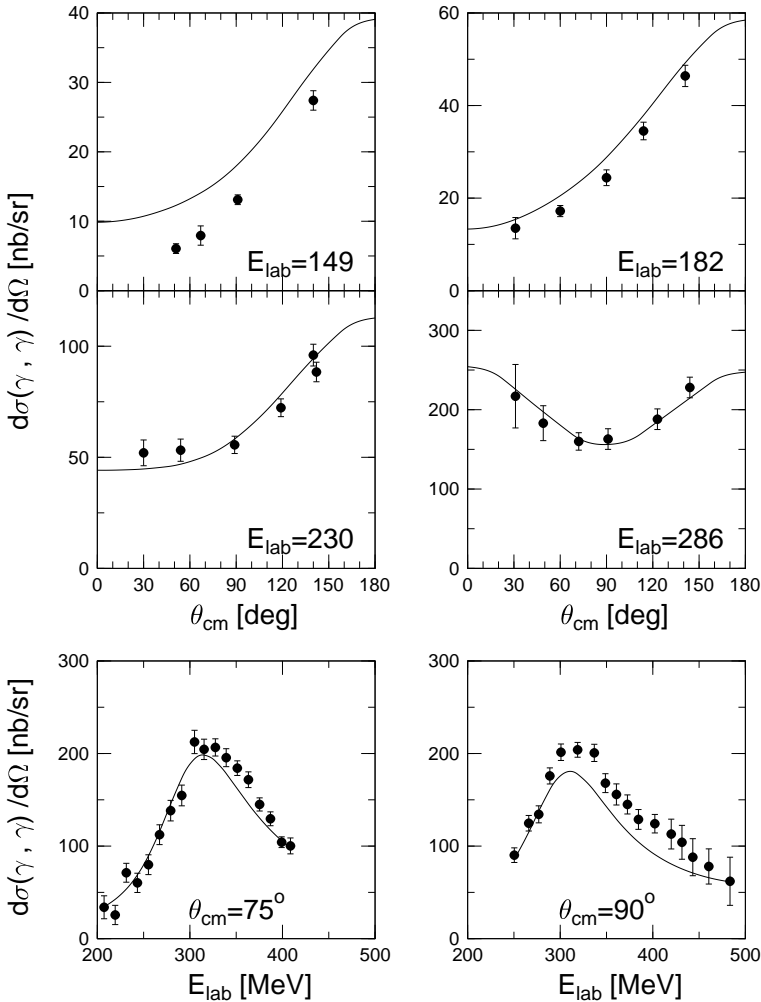 40
30
20
10
0
E_lab=149
60
40
20
0
E_lab=182
dσ(γ , γ) /dΩ [nb/sr]
100
50
0
E_lab=230
0 30 60 90 120 150 180
θ_cm [deg]
300
250
200
150
100
50
0
E_lab=286
0 30 60 90 120 150 180
θ_cm [deg]
dσ(γ , γ) /dΩ [nb/sr]
300
200
100
0
θ_cm=75°
200 300 400 500
E_lab [MeV]
300
200
100
0
θ_cm=90°
200 300 400 500
E_lab [MeV]